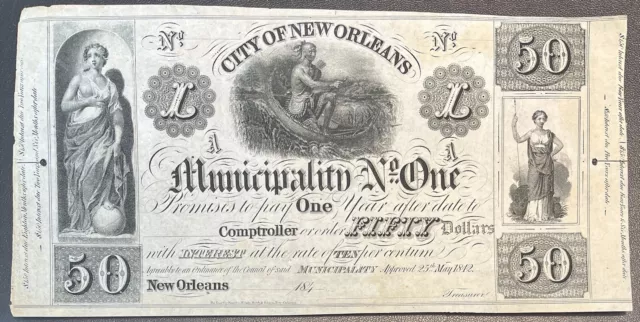 Nº
Nº
CITY OF NEW ORLEANS
50
L
L
A
A
Municipality Nº. One
Promises to pay One Year after date to
Comptroller or order FIFTY Dollars
with INTEREST at the rate of TEN per centum
Agreeably to an Ordinance of the Council of said MUNICIPALITY Approved 25th May 1842.
New Orleans 184
Treasurer
50
50